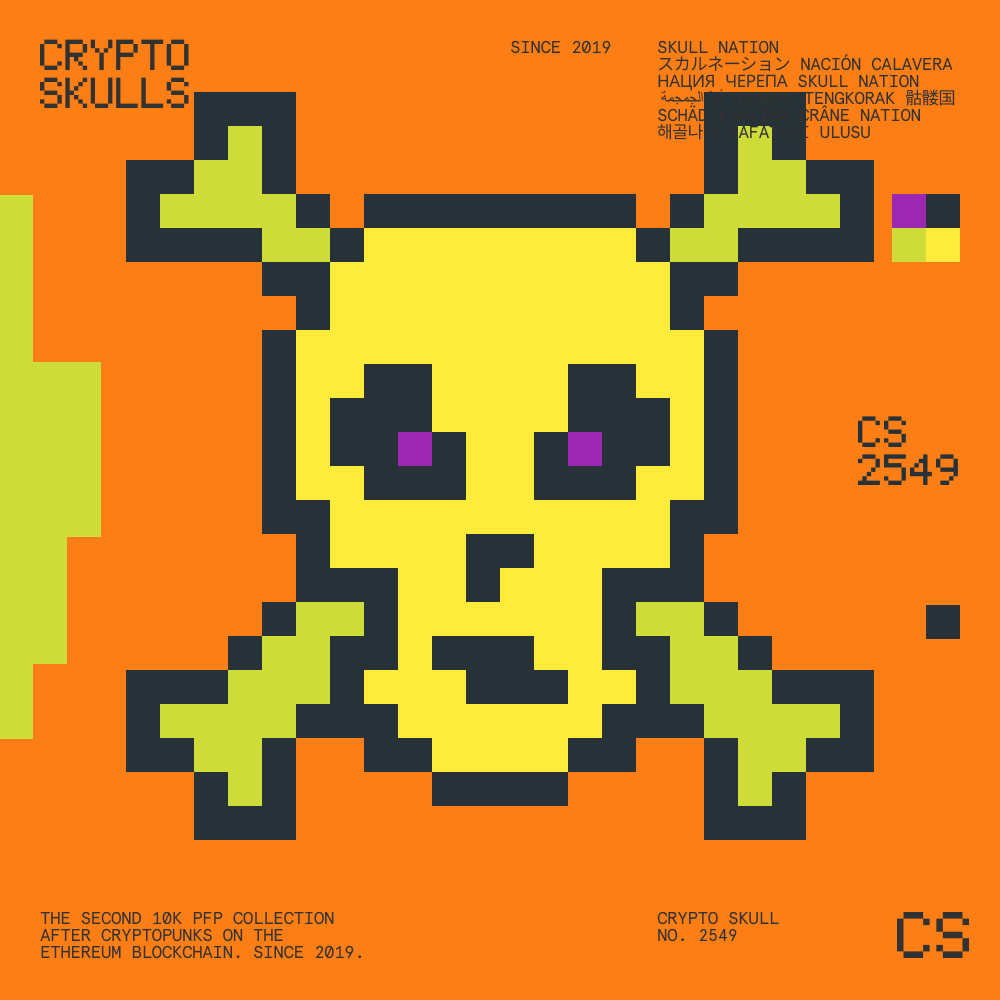 CRYPTO
SKULLS
SINCE 2019
SKULL NATION
スカルネーション NACIÓN CALAVERA
НАЦИЯ ЧЕРЕПА SKULL NATION
الجمجمة TENGKORAK 骷髅国
CRÂNE NATION
해골 ULUSU
CS
2549
THE SECOND 10K PFP COLLECTION
AFTER CRYPTOPUNKS ON THE
ETHEREUM BLOCKCHAIN. SINCE 2019.
CRYPTO SKULL
NO. 2549
CS